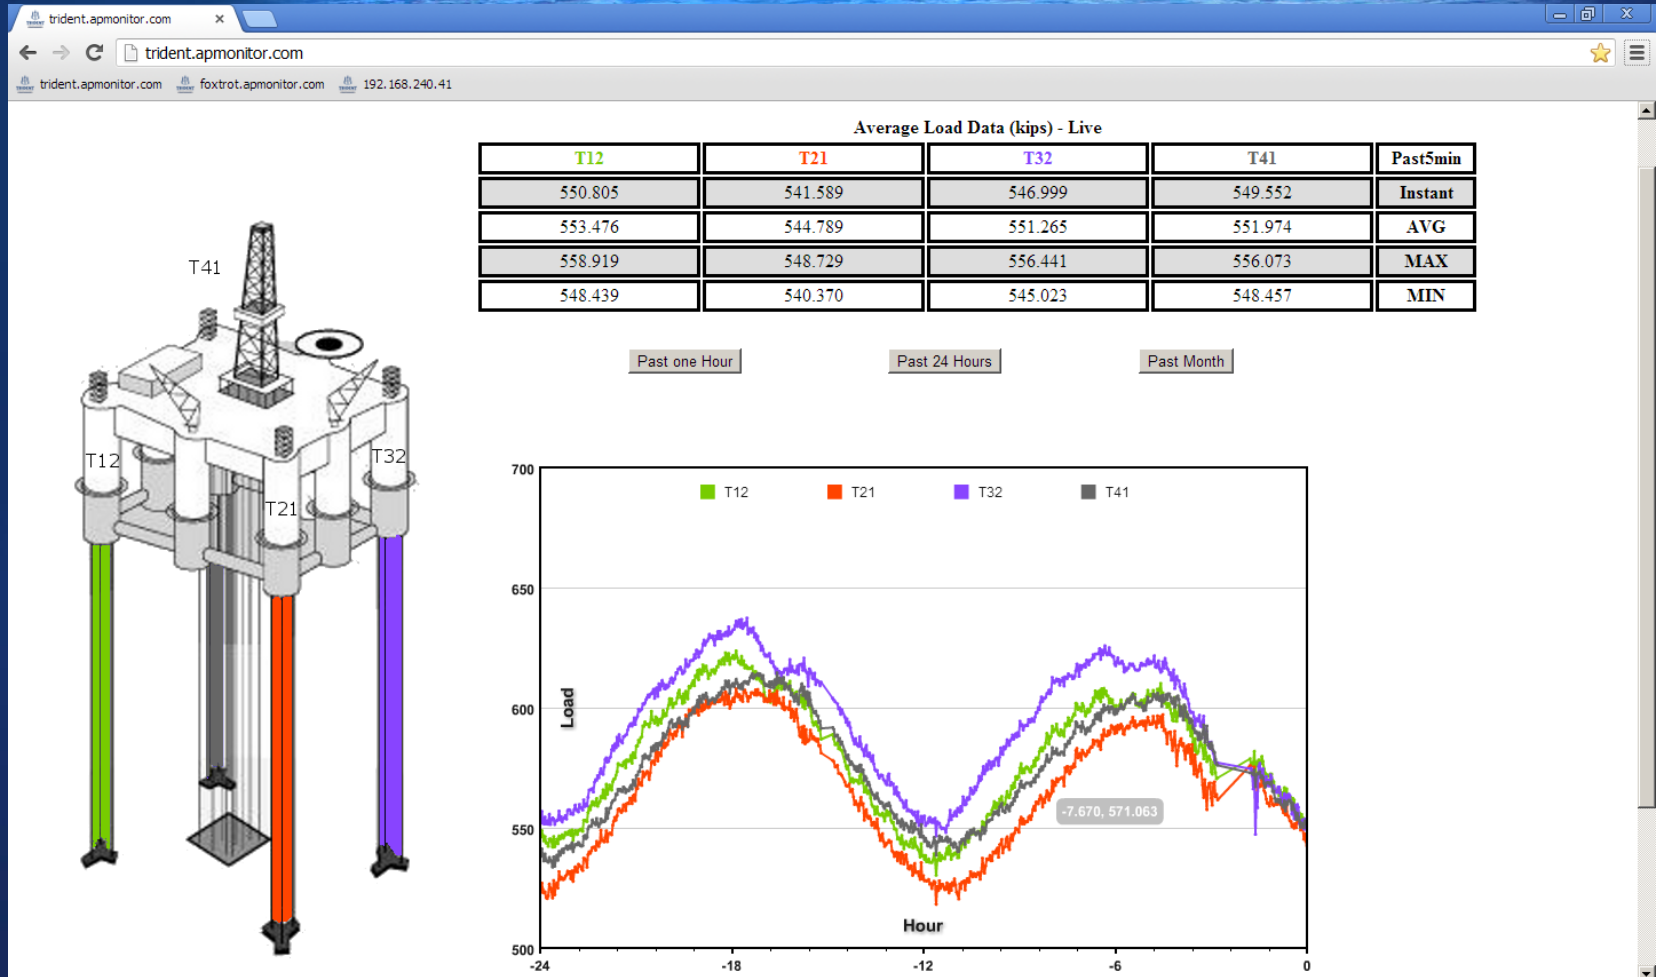 trident.apmonitor.com
trident.apmonitor.com
trident.apmonitor.com foxtrot.apmonitor.com 192.168.240.41
Average Load Data (kips) - Live
T12 T21 T32 T41 Past5min
550.805 541.589 546.999 549.552 Instant
553.476 544.789 551.265 551.974 AVG
558.919 548.729 556.441 556.073 MAX
548.439 540.370 545.023 548.457 MIN
Past one Hour Past 24 Hours Past Month
T41
T12
T32
T21
700
T12 T21 T32 T41
650
600
Load
550
-7.670, 571.063
Hour
500
-24 -18 -12 -6 0